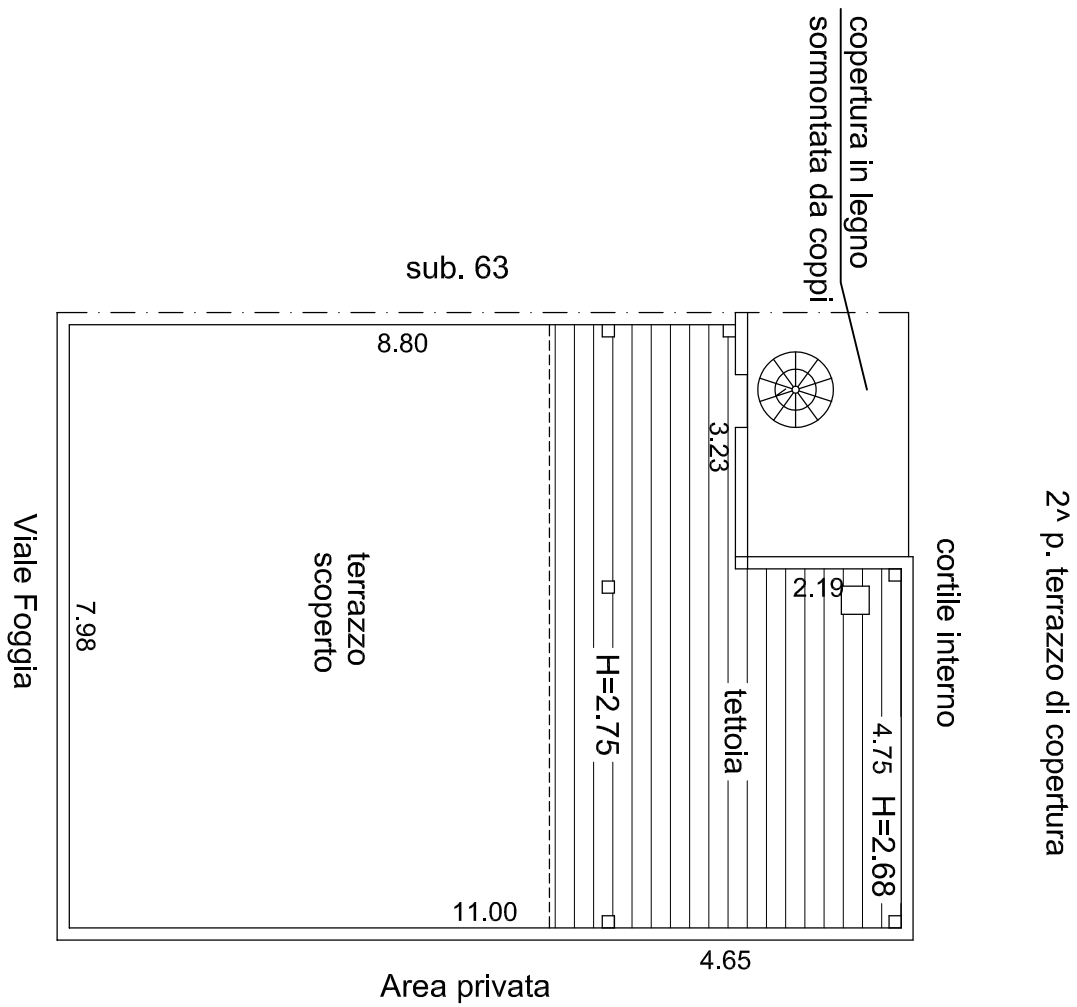 2^ p. terrazzo di copertura
copertura in legno
sormontata da coppi
cortile interno
sub. 63
8.80
3.23
2.19
4.75
H=2.68
tettoia
H=2.75
terrazzo
scoperto
7.98
Viale Foggia
11.00
4.65
Area privata